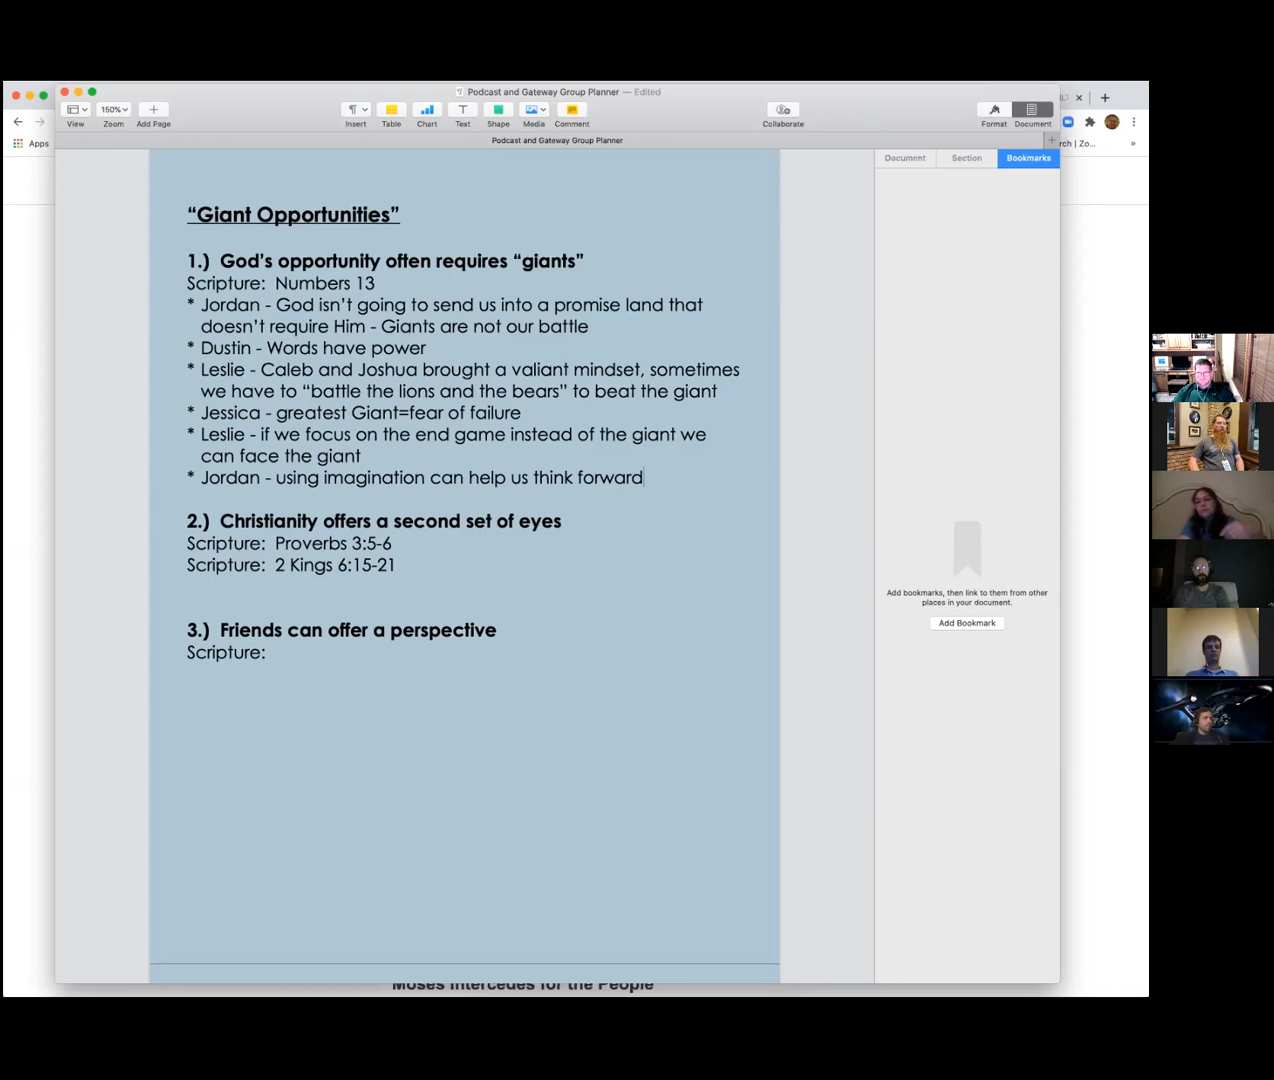 Podcast and Gateway Group Planner — Edited
150%
View
Zoom
Add Page
Insert
Table
Chart
Text
Shape
Media
Comment
Collaborate
Format
Document
Apps
Podcast and Gateway Group Planner
rch | Zo...
Document
Section
Bookmarks
“Giant Opportunities”
1.) God’s opportunity often requires “giants”
Scripture: Numbers 13
* Jordan - God isn’t going to send us into a promise land that
doesn’t require Him - Giants are not our battle
* Dustin - Words have power
* Leslie - Caleb and Joshua brought a valiant mindset, sometimes
we have to “battle the lions and the bears” to beat the giant
* Jessica - greatest Giant=fear of failure
* Leslie - if we focus on the end game instead of the giant we
can face the giant
* Jordan - using imagination can help us think forward
2.) Christianity offers a second set of eyes
Scripture: Proverbs 3:5-6
Scripture: 2 Kings 6:15-21
3.) Friends can offer a perspective
Scripture:
Add bookmarks, then link to them from other
places in your document.
Add Bookmark
Moses Intercedes for the People